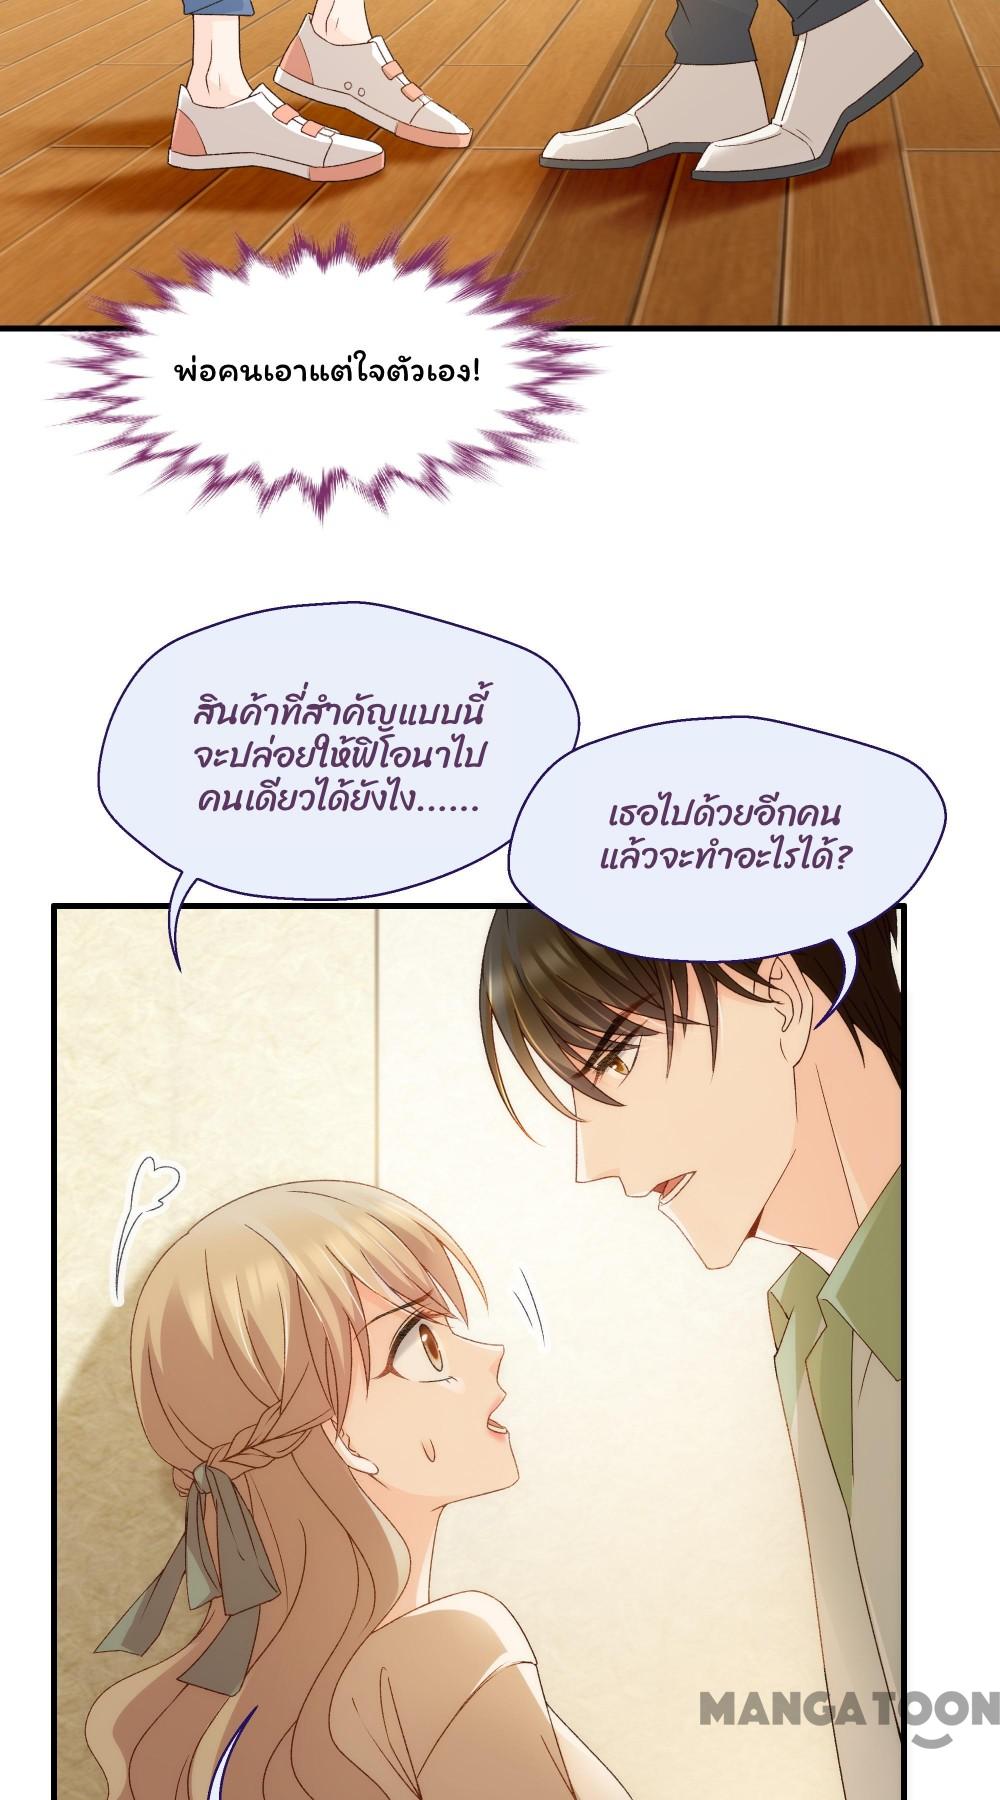 พ่อคนเอาแต่ใจตัวเอง!
สินค้าที่สำคัญแบบนี้
จะปล่อยให้ฟิโอนาไป
คนเดียวได้ยังไง......
เธอไปด้วยอีกคน
แล้วจะทำอะไรได้?
MANGATOON